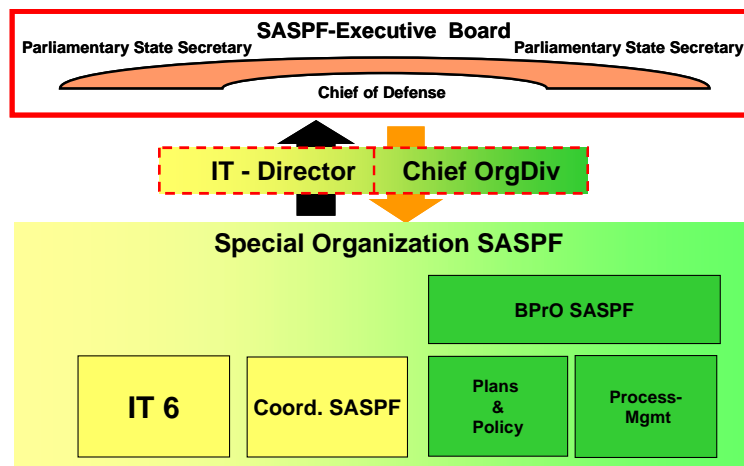 SASPF-Executive Board
Parliamentary State Secretary
Parliamentary State Secretary
Chief of Defense
IT - Director
Chief OrgDiv
Special Organization SASPF
BPrO SASPF
IT 6
Coord. SASPF
Plans
&
Policy
Process-
Mgmt